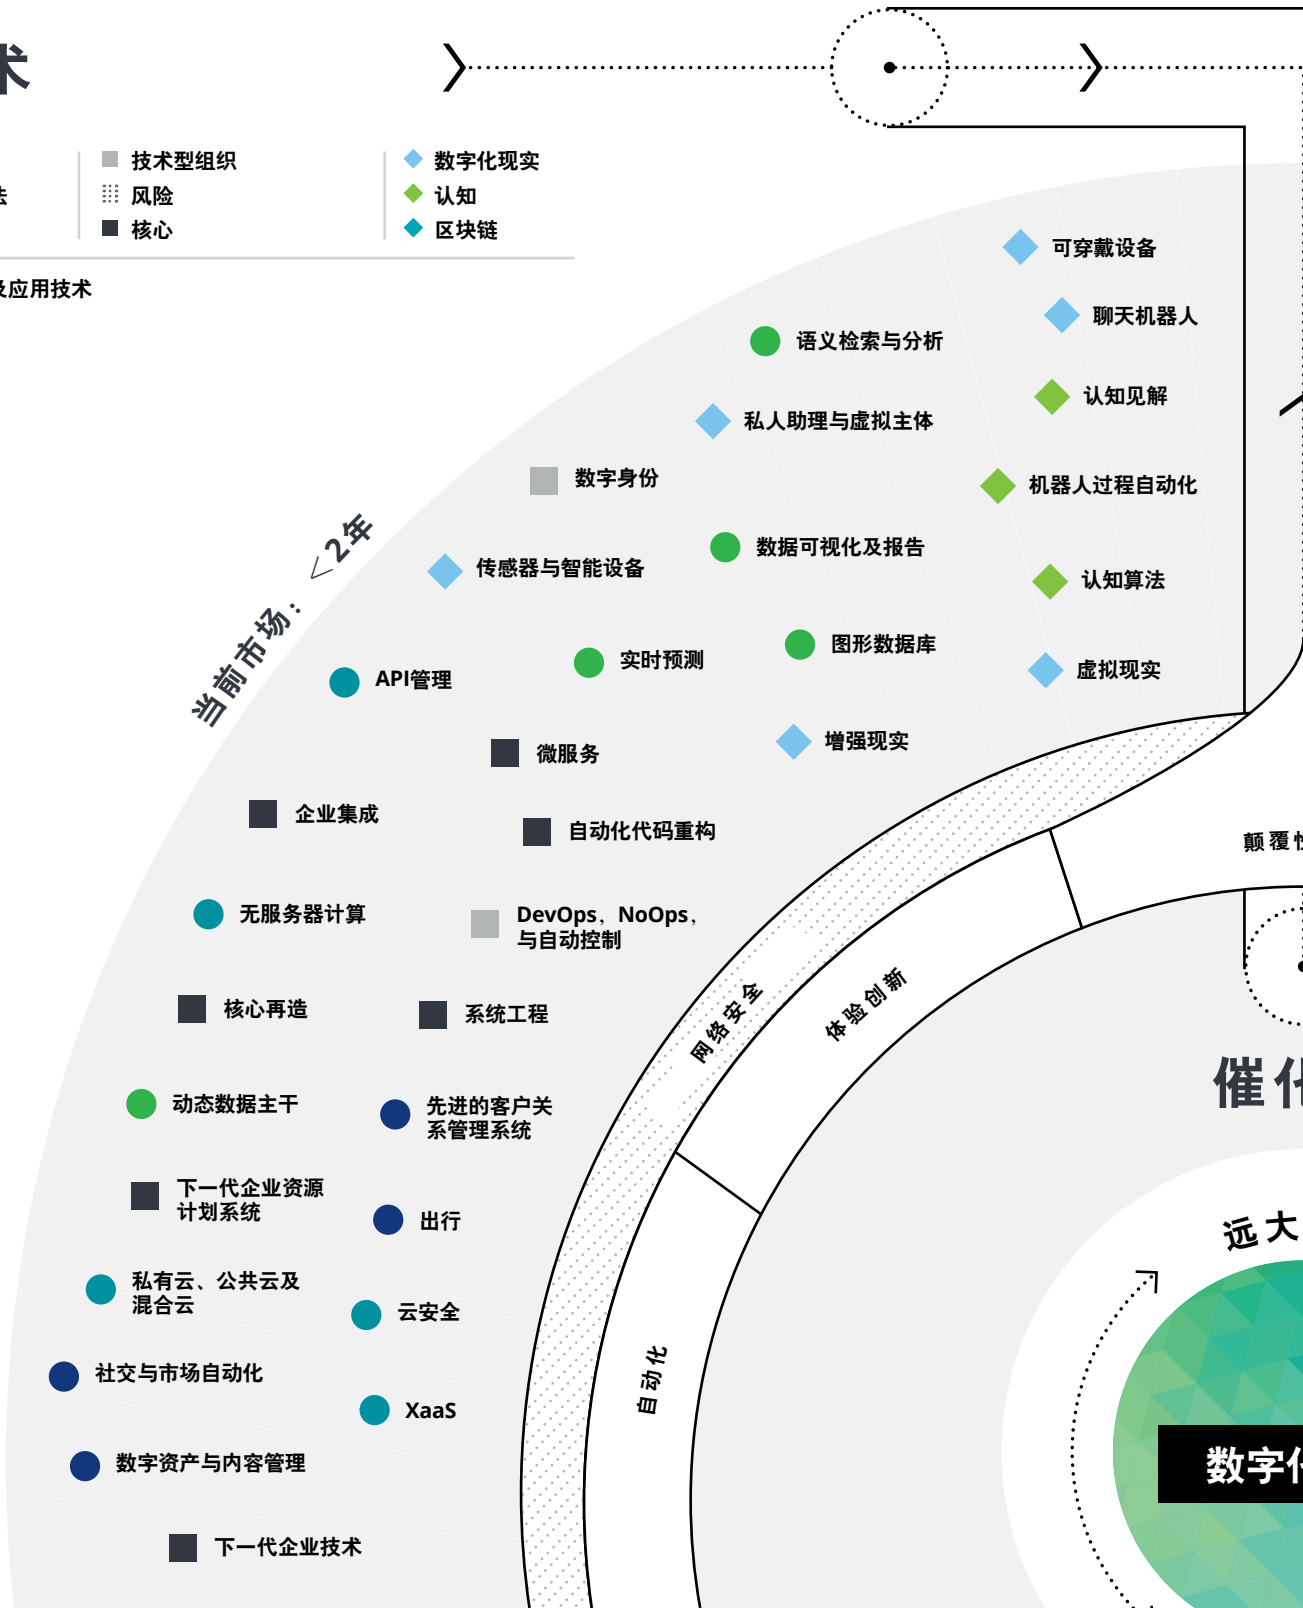 术
技术型组织
风险
核心
数字化现实
认知
区块链
法
及应用技术
可穿戴设备
聊天机器人
语义检索与分析
认知见解
私人助理与虚拟主体
数字身份
机器人过程自动化
当前市场：<2年
数据可视化及报告
传感器与智能设备
认知算法
图形数据库
实时预测
虚拟现实
API管理
增强现实
微服务
企业集成
自动化代码重构
颠覆性
无服务器计算
DevOps，NoOps，
与自动控制
体验创新
网络安全
核心再造
系统工程
催化
动态数据主干
先进的客户关
系管理系统
下一代企业资源
计划系统
出行
远大
私有云、公共云及
混合云
云安全
社交与市场自动化
自动化
XaaS
数字资产与内容管理
数字化
下一代企业技术